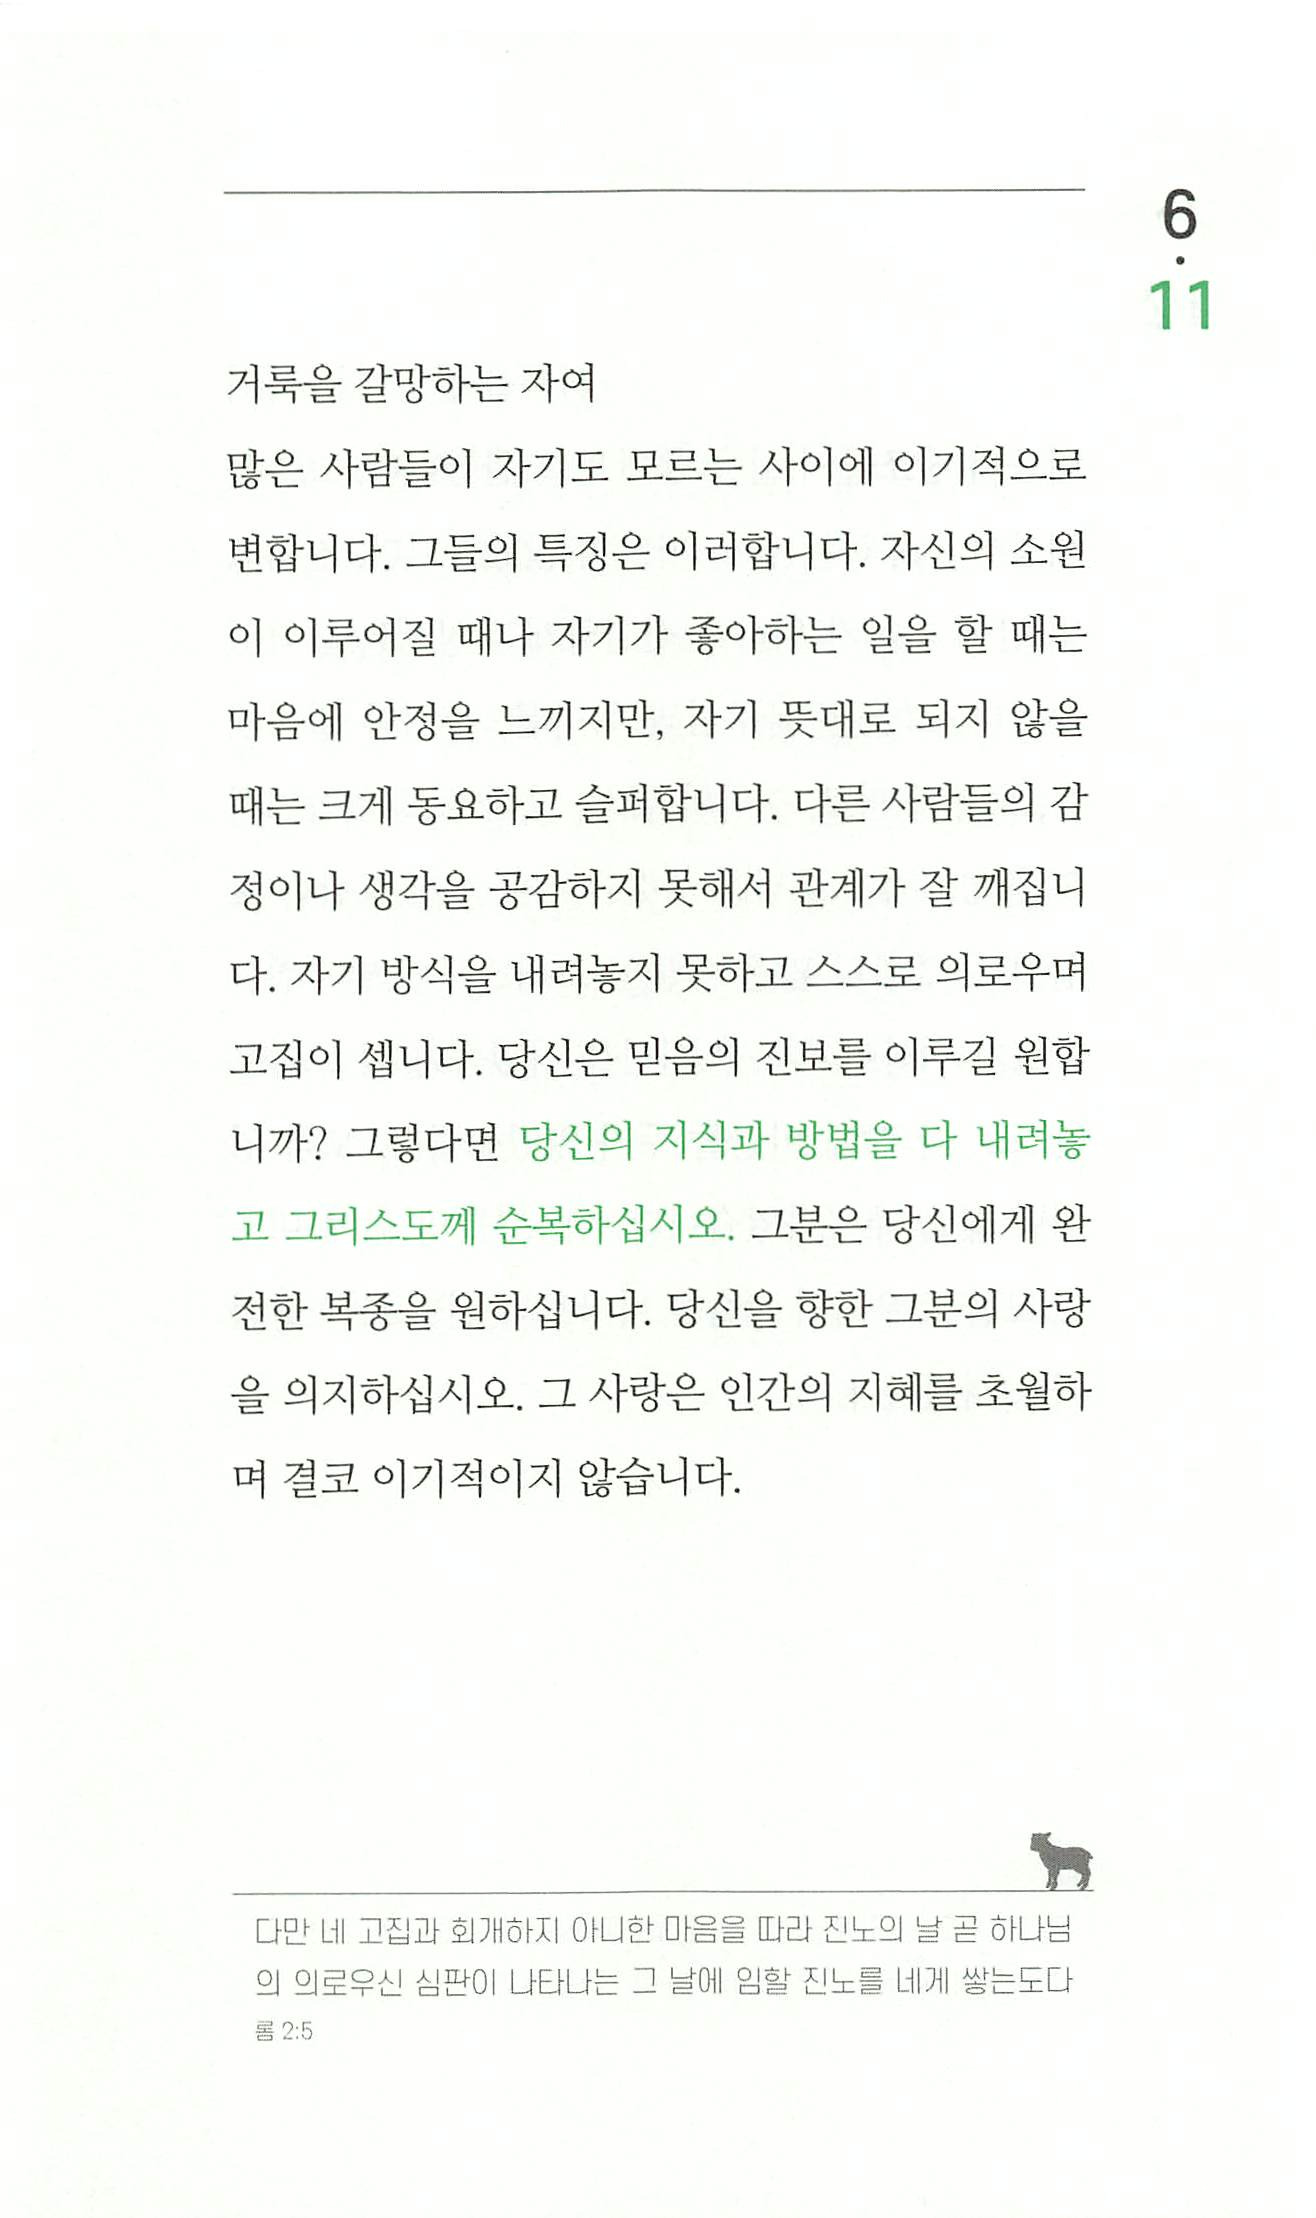 6
·
11
거룩을 갈망하는 자여
많은 사람들이 자기도 모르는 사이에 이기적으로
변합니다. 그들의 특징은 이러합니다. 자신의 소원
이 이루어질 때나 자기가 좋아하는 일을 할 때는
마음에 안정을 느끼지만, 자기 뜻대로 되지 않을
때는 크게 동요하고 슬퍼합니다. 다른 사람들의 감
정이나 생각을 공감하지 못해서 관계가 잘 깨집니
다. 자기 방식을 내려놓지 못하고 스스로 의로우며
고집이 셉니다. 당신은 믿음의 진보를 이루길 원합
니까? 그렇다면 당신의 지식과 방법을 다 내려놓
고 그리스도께 순복하십시오. 그분은 당신에게 완
전한 복종을 원하십니다. 당신을 향한 그분의 사랑
을 의지하십시오. 그 사랑은 인간의 지혜를 초월하
며 결코 이기적이지 않습니다.
다만 네 고집과 회개하지 아니한 마음을 따라 진노의 날 곧 하나님
의 의로우신 심판이 나타나는 그 날에 임할 진노를 네게 쌓는도다
롬 2:5